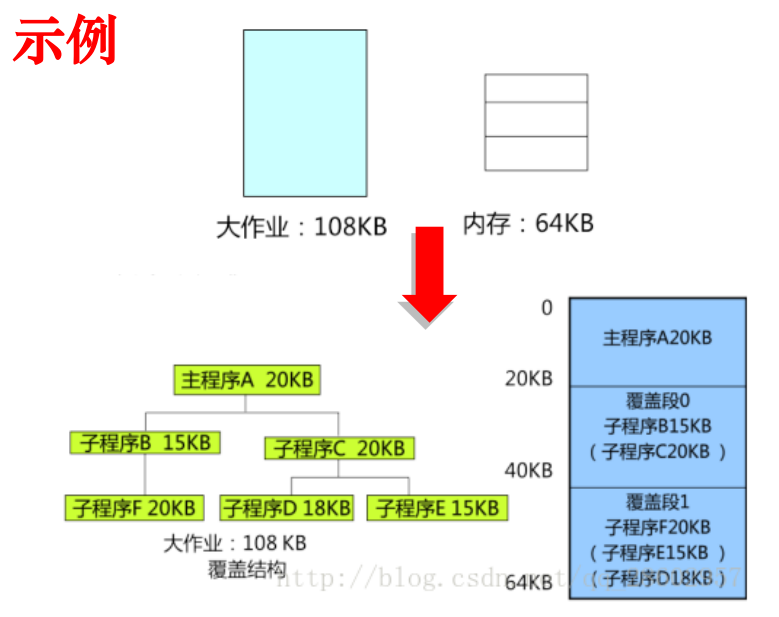 示例
大作业：108KB
内存：64KB
主程序A 20KB
子程序B 15KB
子程序C 20KB
子程序F 20KB
子程序D 18KB
子程序E 15KB
大作业：108 KB
覆盖结构
0
主程序A20KB
20KB
覆盖段0
子程序B15KB
（子程序C20KB ）
40KB
覆盖段1
子程序F20KB
（子程序E15KB ）
（子程序D18KB ）
64KB
http://blog.csdn.net/